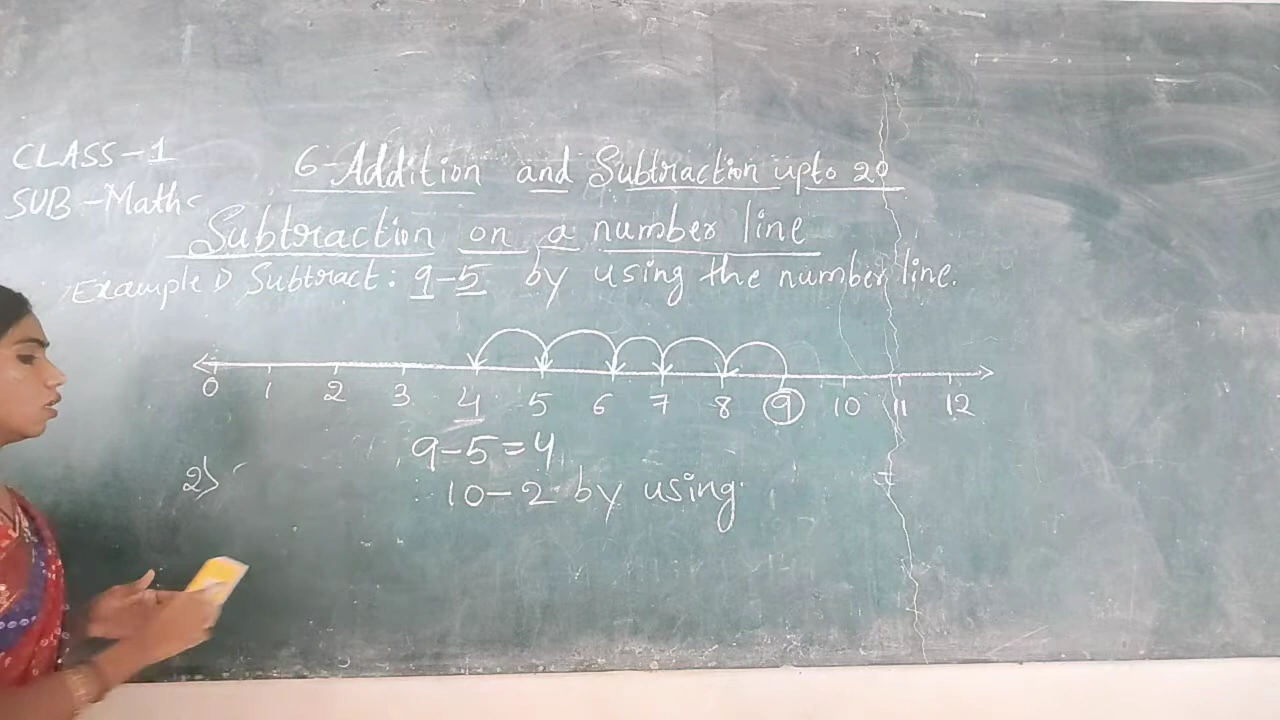 CLASS-1
SUB-Maths
6-Addition and Subtraction upto 20
Subtraction on a number line
Example 1) Subtract: 9-5 by using the number line.
0 1 2 3 4 5 6 7 8 9 10 11 12
9-5=4
2) 10-2 by using